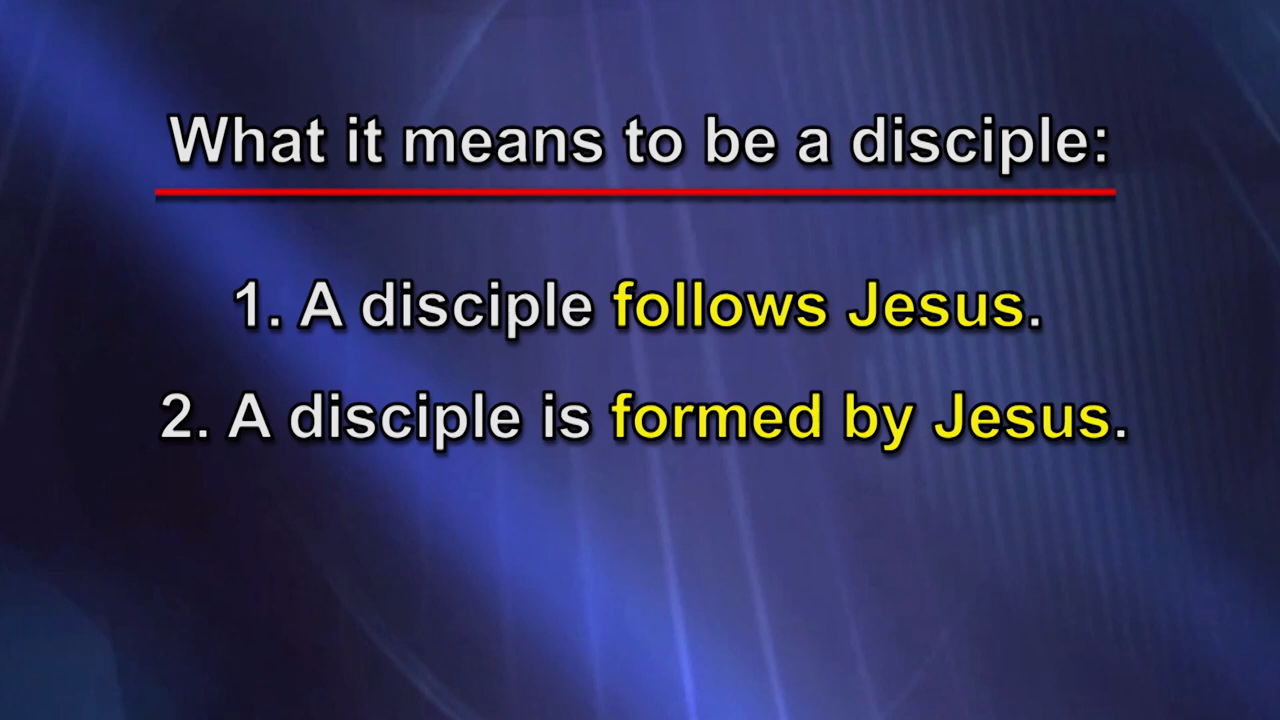 What it means to be a disciple:
1. A disciple follows Jesus.
2. A disciple is formed by Jesus.